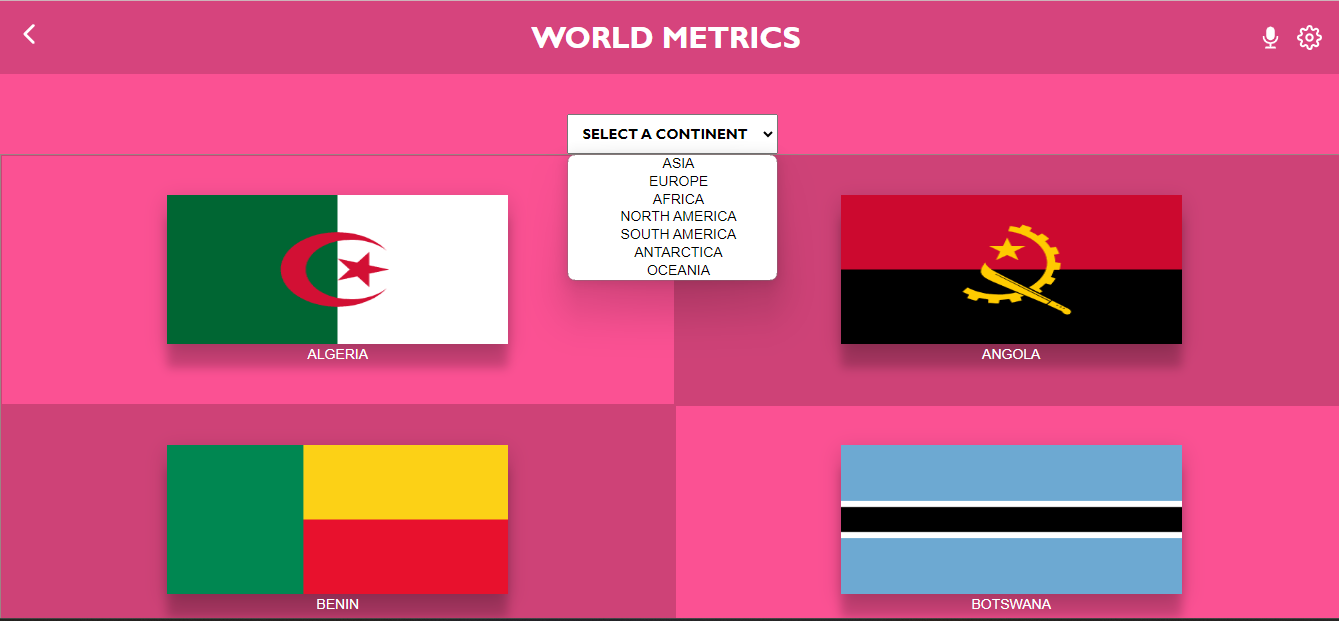 WORLD METRICS
SELECT A CONTINENT
ASIA
EUROPE
AFRICA
NORTH AMERICA
SOUTH AMERICA
ANTARCTICA
OCEANIA
ALGERIA
ANGOLA
BENIN
BOTSWANA